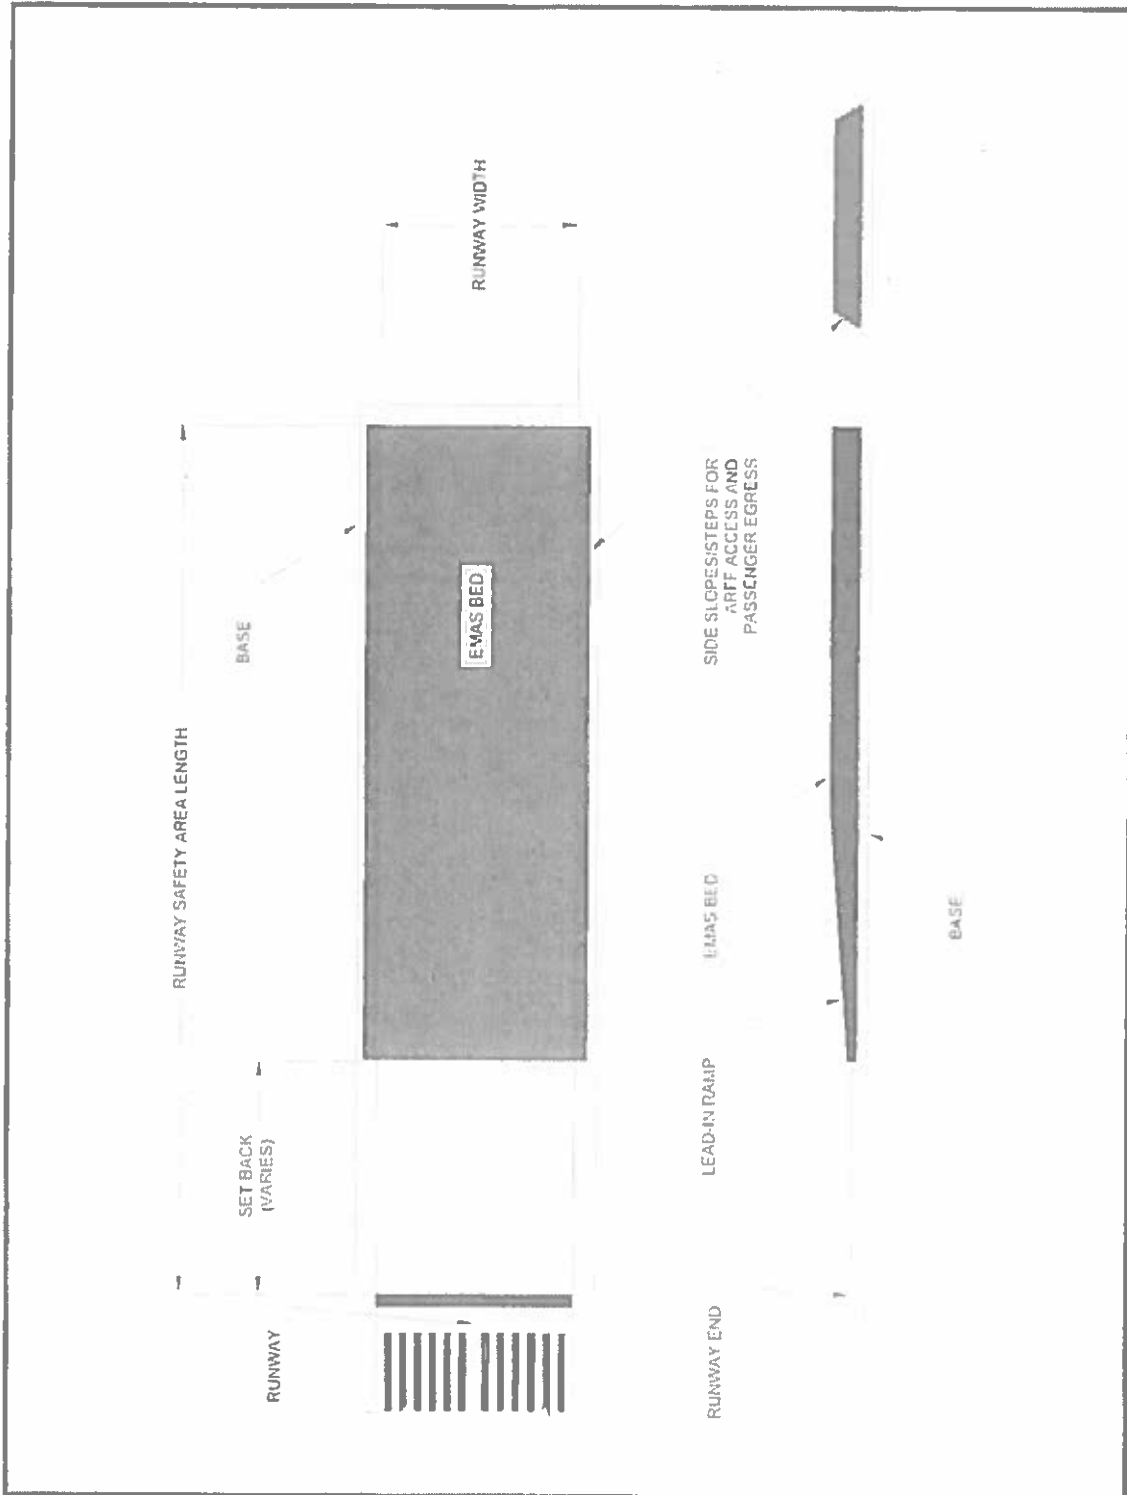 RUNWAY SAFETY AREA LENGTH
SET BACK
(VARIES)
BASE
RUNWAY
EMAS BED
RUNWAY WIDTH
RUNWAY END
LEAD-IN RAMP
EMAS BED
SIDE SLOPES/STEPS FOR
ARFF ACCESS AND
PASSENGER EGRESS
BASE